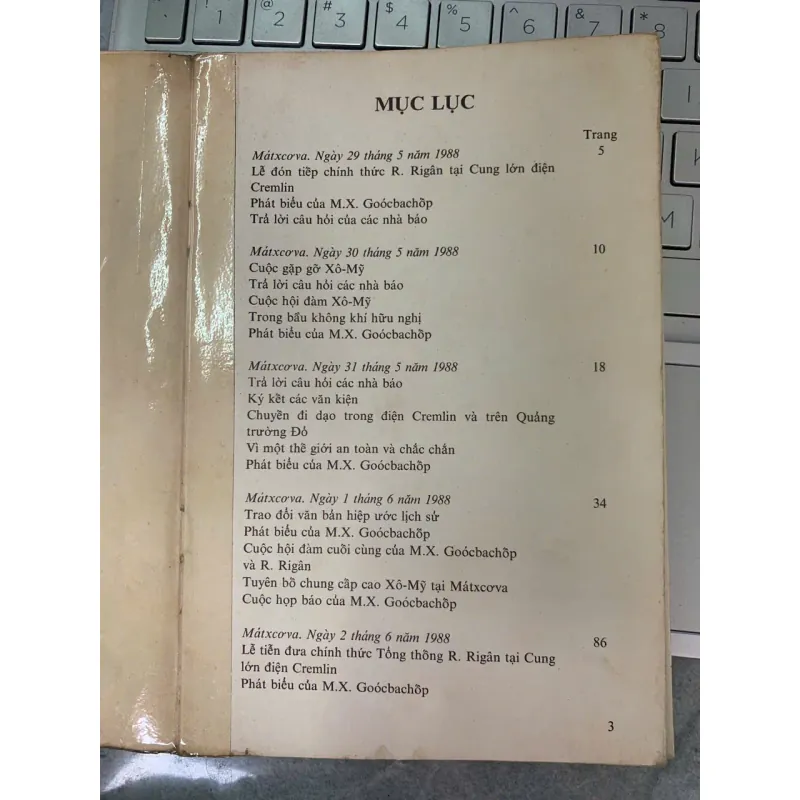 !
1
@
2
#
3
$
4
%
5
^
6
&
7
*
8
MỤC LỤC
Trang
Mátxcơva. Ngày 29 tháng 5 năm 1988 5
Lễ đón tiếp chính thức R. Rigân tại Cung lớn điện
Cremlin
Phát biểu của M.X. Goócbachốp
Trả lời câu hỏi của các nhà báo
Mátxcơva. Ngày 30 tháng 5 năm 1988 10
Cuộc gặp gỡ Xô-Mỹ
Trả lời câu hỏi các nhà báo
Cuộc hội đàm Xô-Mỹ
Trong bầu không khí hữu nghị
Phát biểu của M.X. Goócbachốp
Mátxcơva. Ngày 31 tháng 5 năm 1988 18
Trả lời câu hỏi các nhà báo
Ký kết các văn kiện
Chuyến đi dạo trong điện Cremlin và trên Quảng
trường Đỏ
Vì một thế giới an toàn và chắc chắn
Phát biểu của M.X. Goócbachốp
Mátxcơva. Ngày 1 tháng 6 năm 1988 34
Trao đổi văn bản hiệp ước lịch sử
Phát biểu của M.X. Goócbachốp
Cuộc hội đàm cuối cùng của M.X. Goócbachốp
và R. Rigân
Tuyên bố chung cấp cao Xô-Mỹ tại Mátxcơva
Cuộc họp báo của M.X. Goócbachốp
Mátxcơva. Ngày 2 tháng 6 năm 1988 86
Lễ tiễn đưa chính thức Tổng thống R. Rigân tại Cung
lớn điện Cremlin
Phát biểu của M.X. Goócbachốp
3